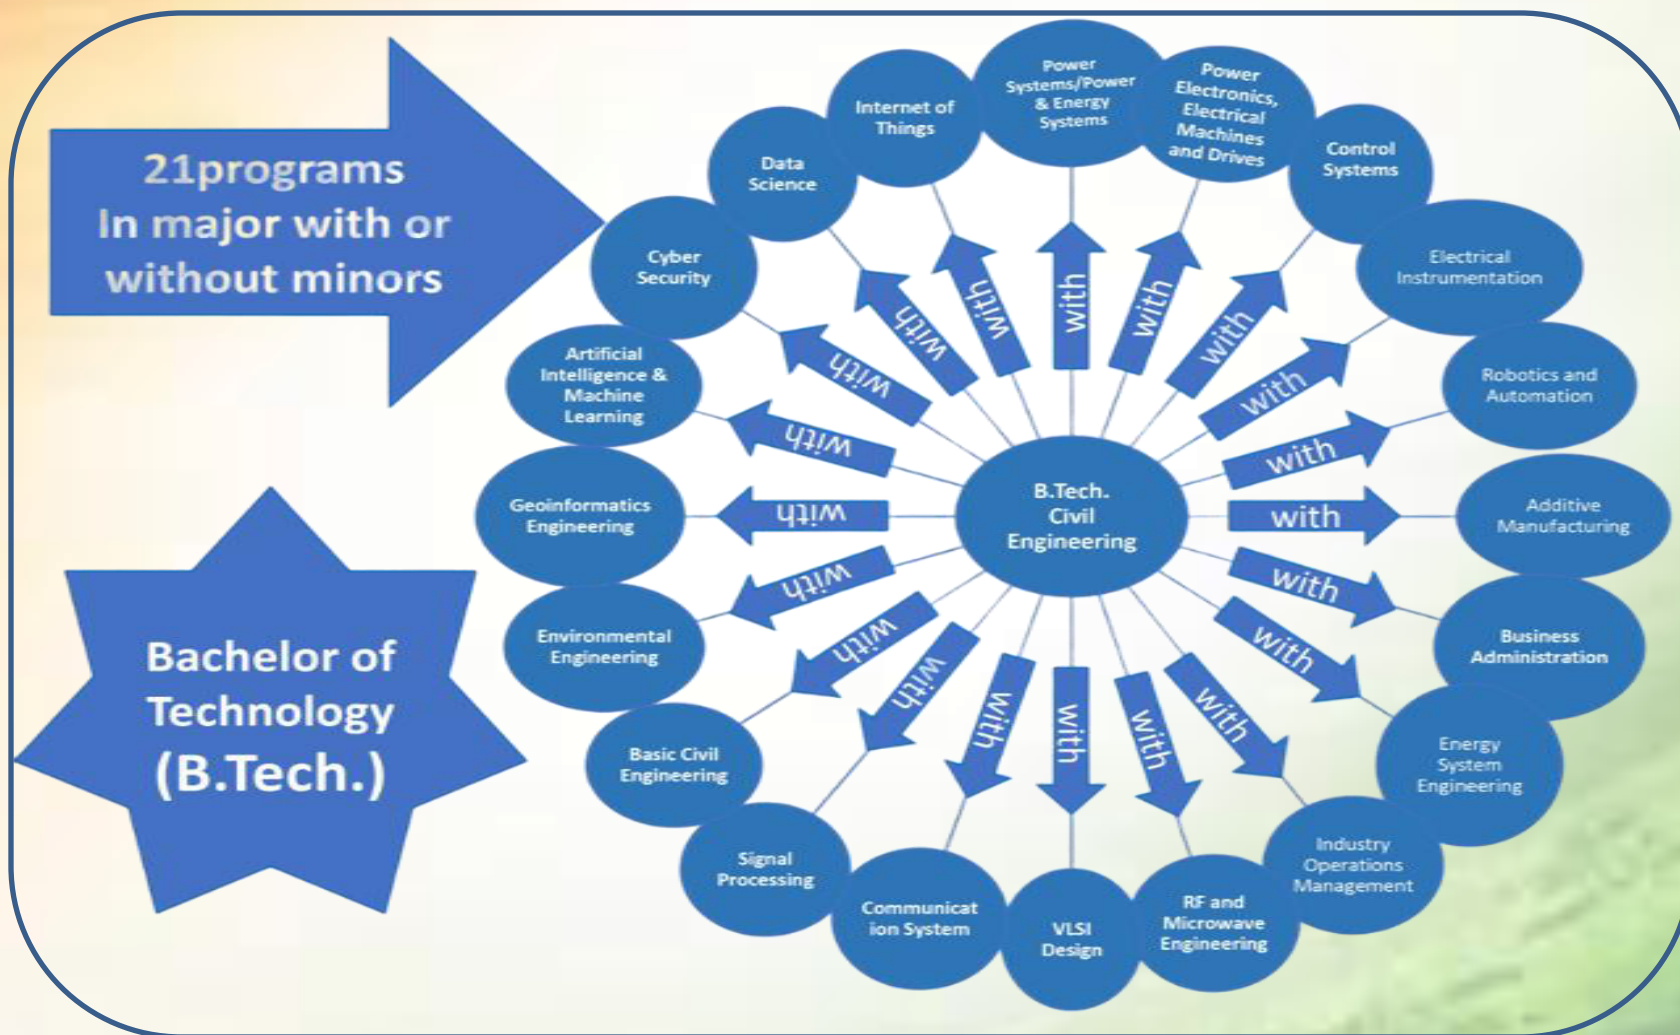 21programs
In major with or
without minors
Bachelor of
Technology
(B.Tech.)
B.Tech.
Civil
Engineering
with
Power
Systems/Power
& Energy
Systems
with
Power
Electronics,
Electrical
Machines
and Drives
with
Control
Systems
with
Electrical
Instrumentation
with
Robotics and
Automation
with
Additive
Manufacturing
with
Business
Administration
with
Energy
System
Engineering
with
Industry
Operations
Management
with
RF and
Microwave
Engineering
with
VLSI
Design
with
Communicat
ion System
with
Signal
Processing
with
Basic Civil
Engineering
with
Environmental
Engineering
with
Geoinformatics
Engineering
with
Artificial
Intelligence &
Machine
Learning
with
Cyber
Security
with
Data
Science
with
Internet of
Things